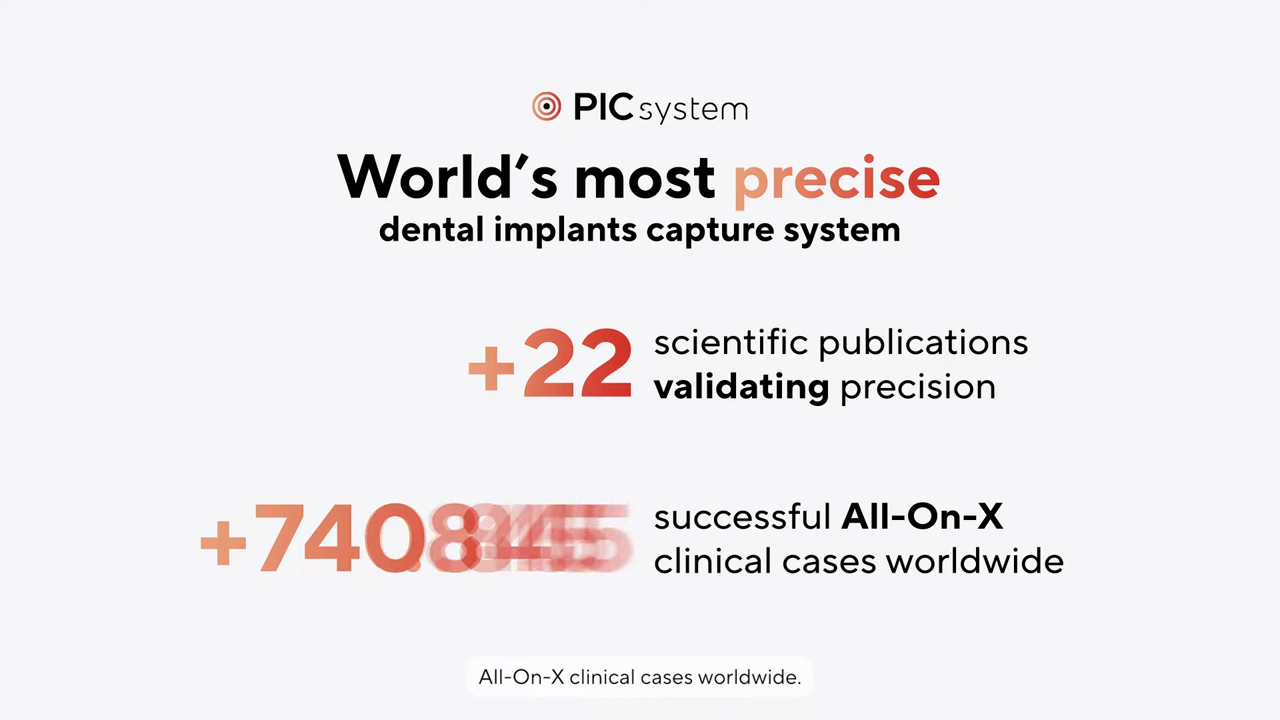 PIC system
World's most precise
dental implants capture system
+22 scientific publications
validating precision
successful All-On-X
clinical cases worldwide
All-On-X clinical cases worldwide.